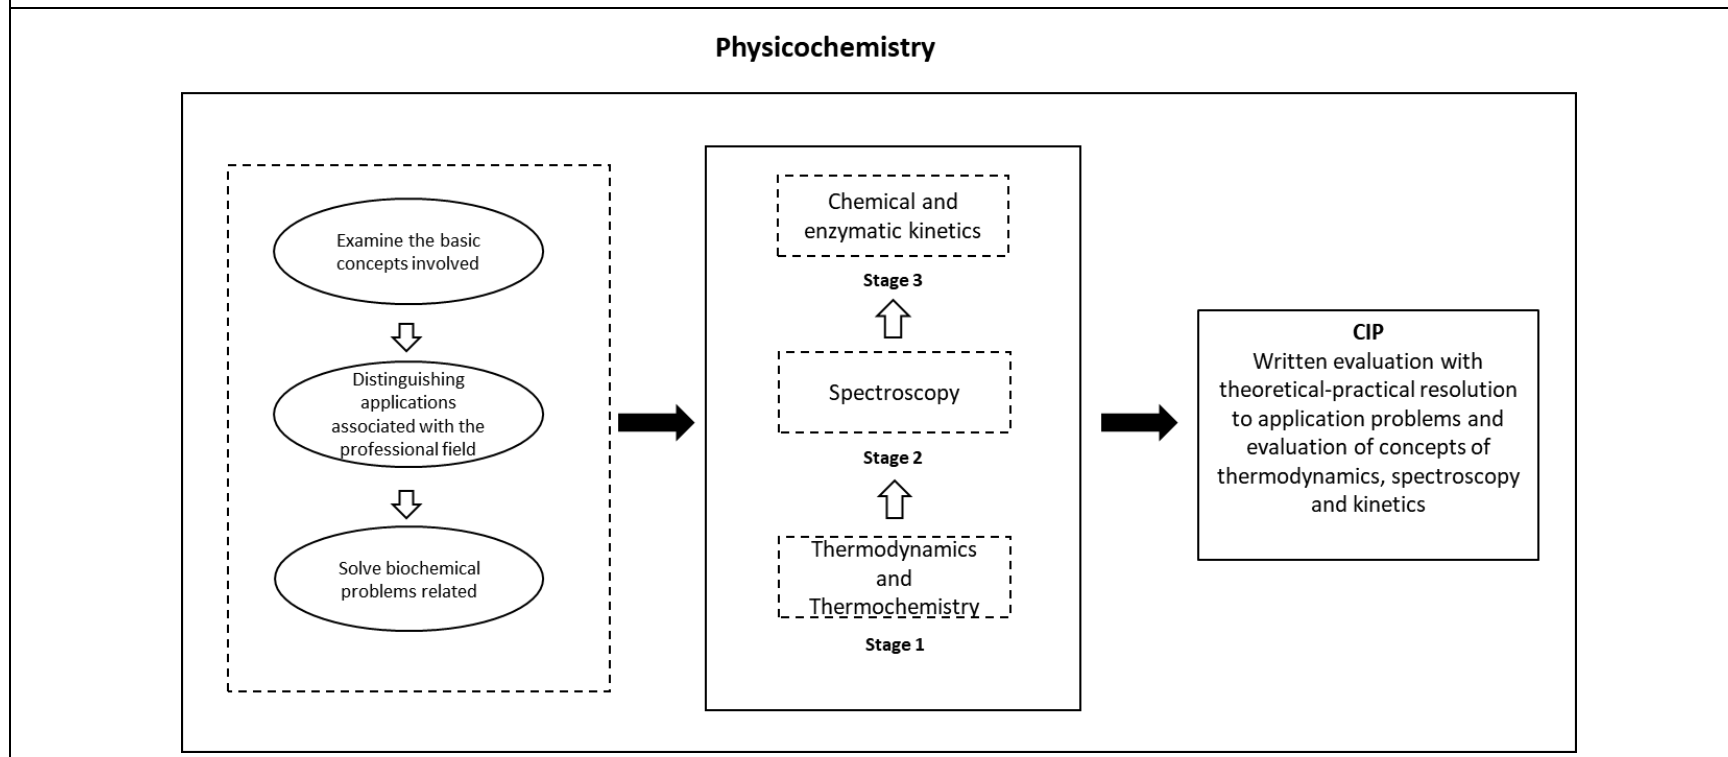 Physicochemistry
Examine the basic
concepts involved
Distinguishing
applications
associated with the
professional field
Solve biochemical
problems related
Chemical and
enzymatic kinetics
Stage 3
Spectroscopy
Stage 2
Thermodynamics
and
Thermochemistry
Stage 1
CIP
Written evaluation with
theoretical-practical resolution
to application problems and
evaluation of concepts of
thermodynamics, spectroscopy
and kinetics